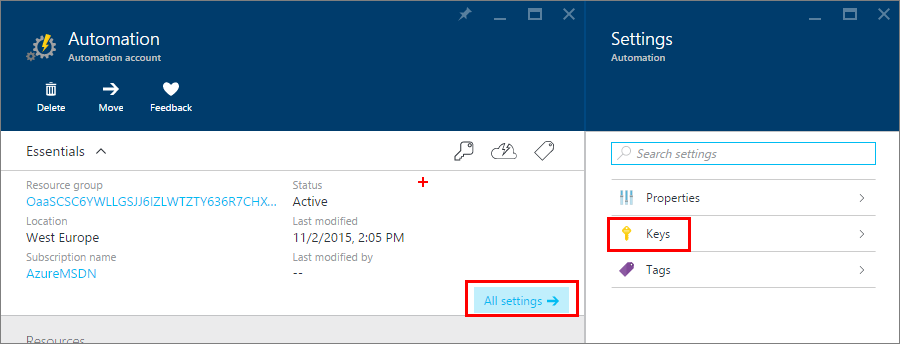 Automation
Automation account
Delete
Move
Feedback
Essentials
Resource group
OaaSCSC6YWLLGSJJ6IZLWTZTY636R7CHX...
Status
Active
Location
West Europe
Last modified
11/2/2015, 2:05 PM
Subscription name
AzureMSDN
Last modified by
--
All settings
Resources
Settings
Automation
Search settings
Properties
Keys
Tags